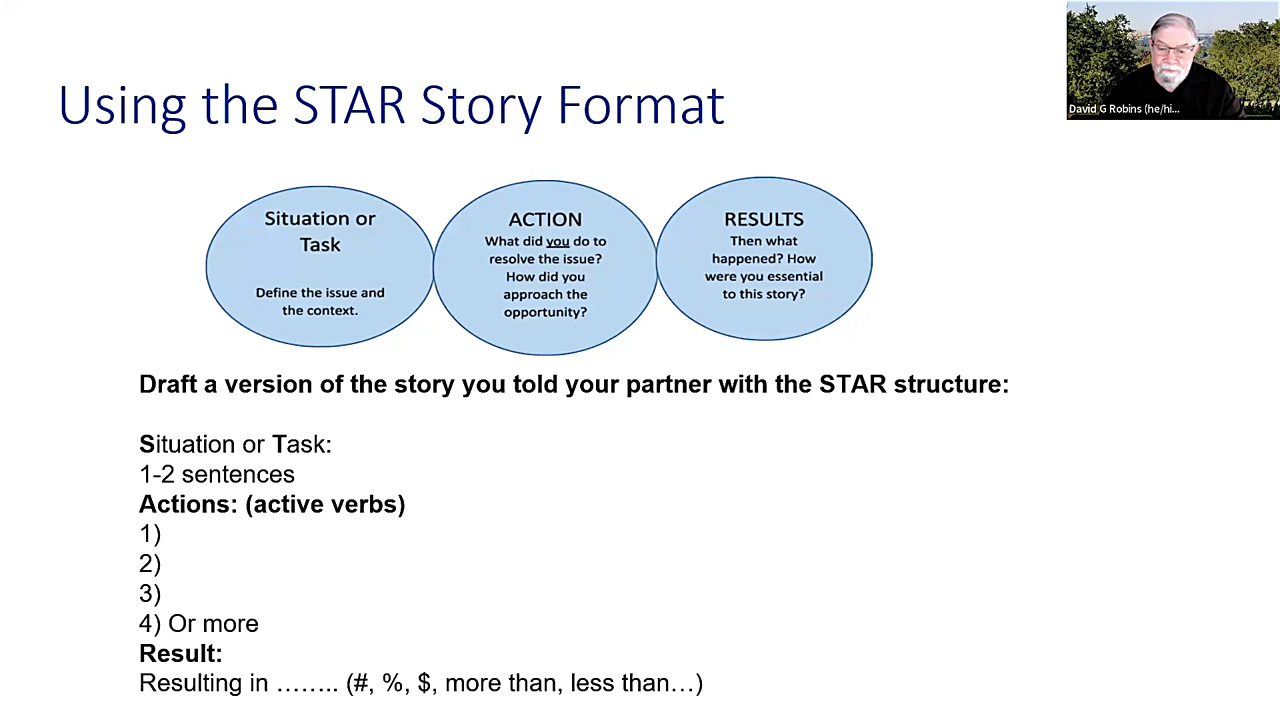 David G Robins (he/hi...
Using the STAR Story Format
Situation or
Task
Define the issue and
the context.
ACTION
What did you do to
resolve the issue?
How did you
approach the
opportunity?
RESULTS
Then what
happened? How
were you essential
to this story?
Draft a version of the story you told your partner with the STAR structure:
Situation or Task:
1-2 sentences
Actions: (active verbs)
1)
2)
3)
4) Or more
Result:
Resulting in …….. (#, %, $, more than, less than…)